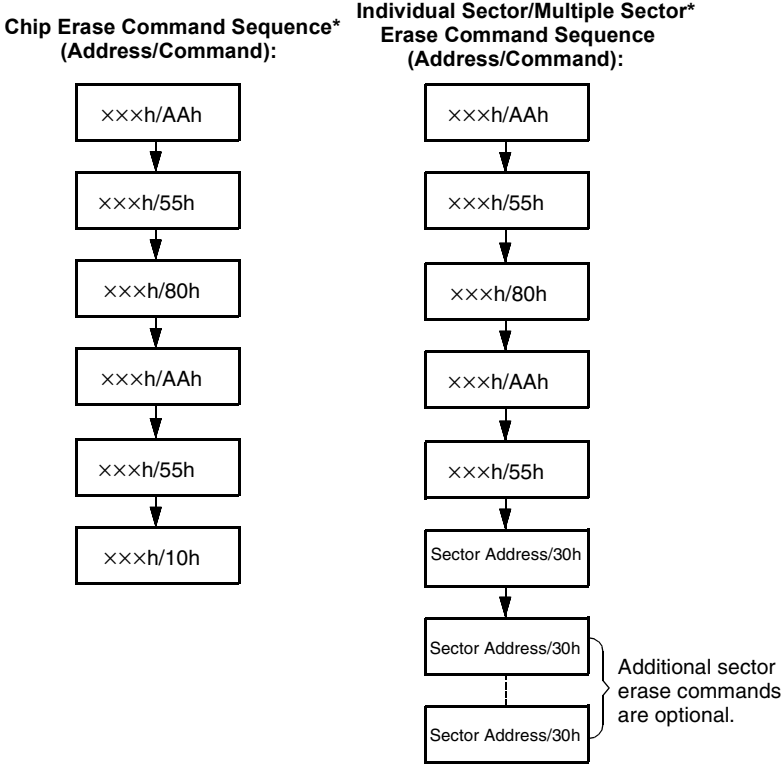 Chip Erase Command Sequence*
(Address/Command):
×××h/AAh
×××h/55h
×××h/80h
×××h/AAh
×××h/55h
×××h/10h
Individual Sector/Multiple Sector*
Erase Command Sequence
(Address/Command):
×××h/AAh
×××h/55h
×××h/80h
×××h/AAh
×××h/55h
Sector Address/30h
Sector Address/30h
Sector Address/30h
Additional sector
erase commands
are optional.